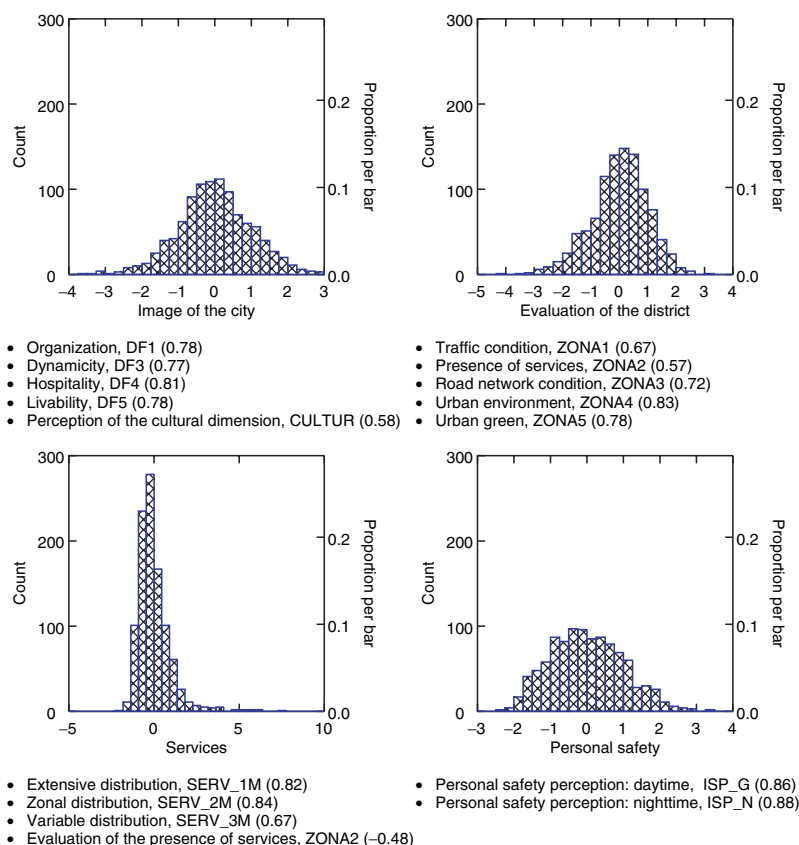 300
200
100
0
Count
0.2
0.1
0.0
Proportion per bar
−4 −3 −2 −1 0 1 2 3
Image of the city
300
200
100
0
Count
0.2
0.1
0.0
Proportion per bar
−5 −4 −3 −2 −1 0 1 2 3 4
Evaluation of the district
• Organization, DF1 (0.78)
• Dynamicity, DF3 (0.77)
• Hospitality, DF4 (0.81)
• Livability, DF5 (0.78)
• Perception of the cultural dimension, CULTUR (0.58)
• Traffic condition, ZONA1 (0.67)
• Presence of services, ZONA2 (0.57)
• Road network condition, ZONA3 (0.72)
• Urban environment, ZONA4 (0.83)
• Urban green, ZONA5 (0.78)
300
200
100
0
Count
0.2
0.1
0.0
Proportion per bar
−5 0 5 10
Services
300
200
100
0
Count
0.2
0.1
0.0
Proportion per bar
−3 −2 −1 0 1 2 3 4
Personal safety
• Extensive distribution, SERV_1M (0.82)
• Zonal distribution, SERV_2M (0.84)
• Variable distribution, SERV_3M (0.67)
• Evaluation of the presence of services, ZONA2 (−0.48)
• Personal safety perception: daytime, ISP_G (0.86)
• Personal safety perception: nighttime, ISP_N (0.88)